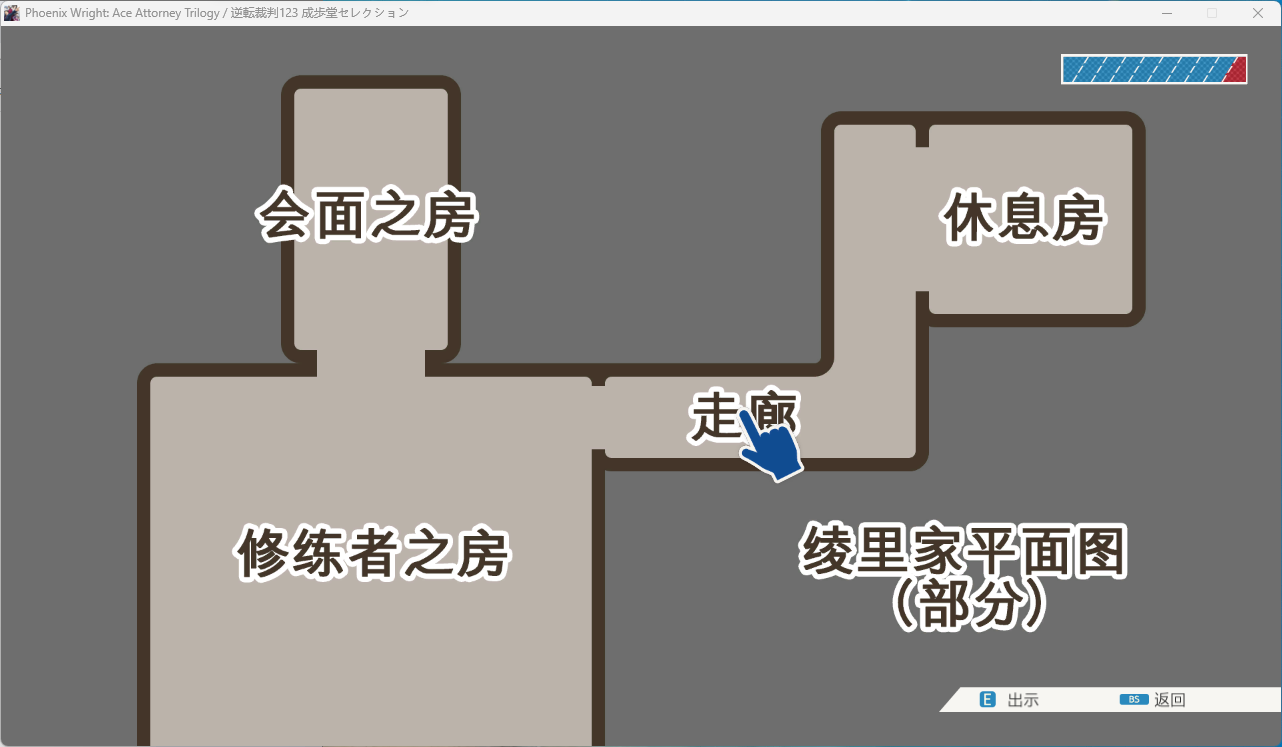 Phoenix Wright: Ace Attorney Trilogy / 逆転裁判123 成歩堂セレクション
会面之房
休息房
走廊
修练者之房
绫里家平面图
（部分）
E 出示
BS 返回